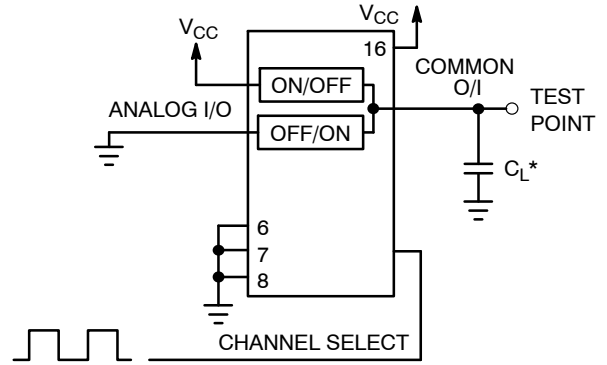 VCC
VCC
16
ON/OFF
COMMON
O/I
ANALOG I/O
TEST
POINT
OFF/ON
CL*
6
7
8
CHANNEL SELECT